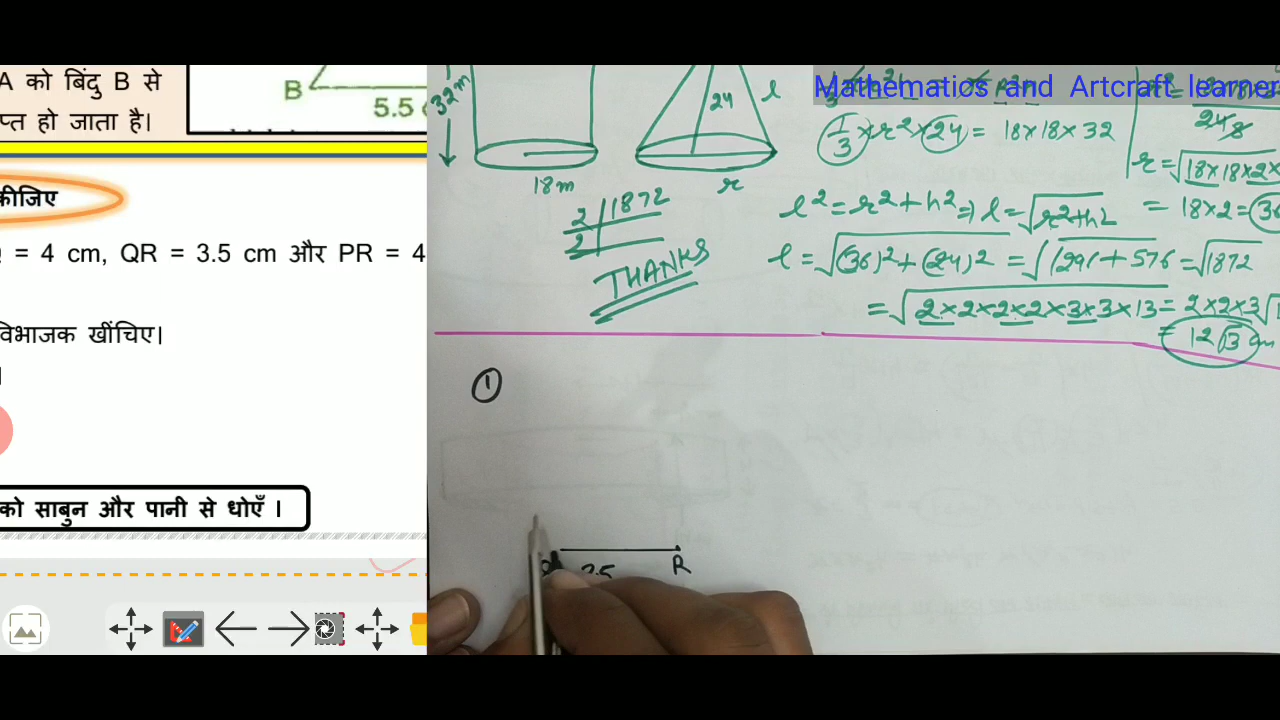 A को बिंदु B से
प्त हो जाता है।
B
5.5
कीजिए
= 4 cm, QR = 3.5 cm और PR = 4
विभाजक खींचिए।
को साबुन और पानी से धोएँ ।
Mathematics and Artcraft learner
32m
18m
24 l
r
1/3 × r² × 24 = 18×18×32
r = √18×18×2×
= 18×2 =
l² = r² + h² ⇒ l = √r²+h²
l = √(36)² + (24)² = √1296 + 576 = √1872
= √2×2×2×2×3×3×13 = 2×2×3√
= 12√3 cm
2 | 1872
2
THANKS
①
R